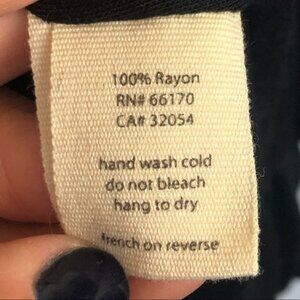 100% Rayon
RN# 66170
CA# 32054
hand wash cold
do not bleach
hang to dry
french on reverse